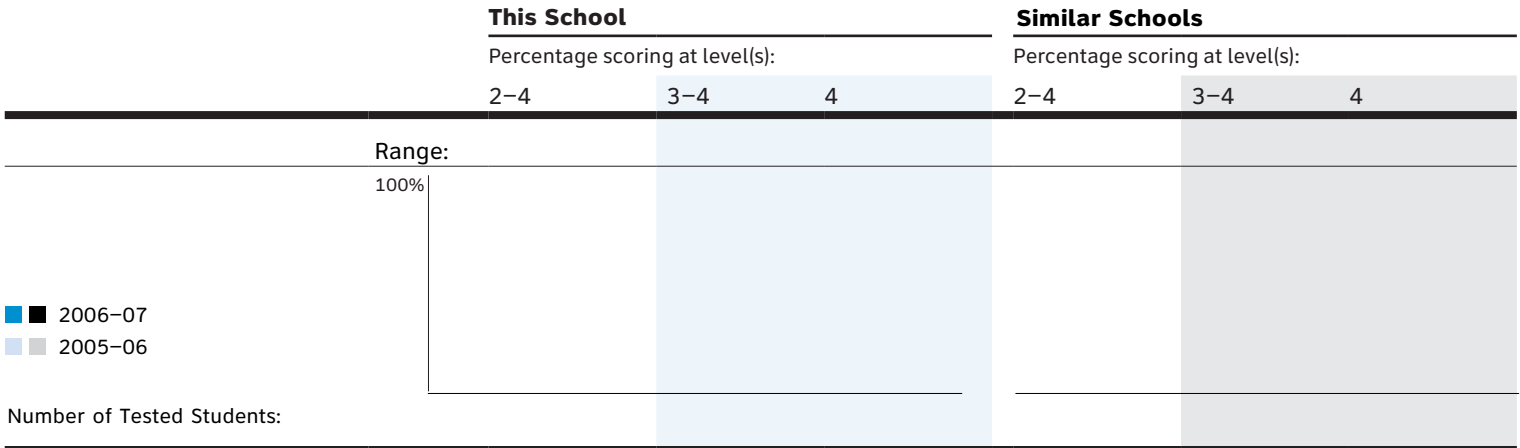 This School Similar Schools
Percentage scoring at level(s): Percentage scoring at level(s):
2–4 3–4 4 2–4 3–4 4
Range:
100%
2006–07
2005–06
Number of Tested Students: